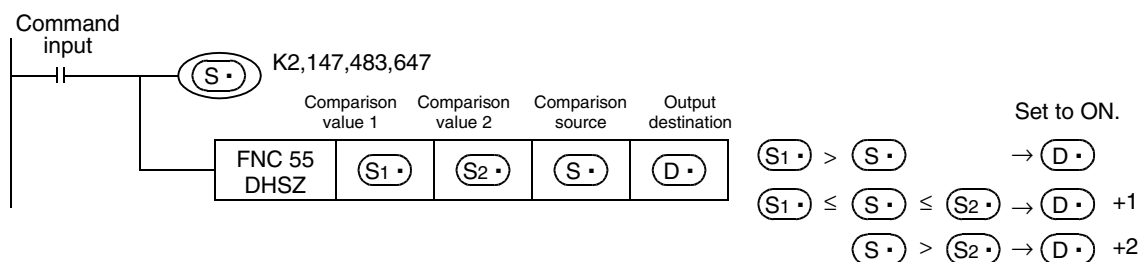 Command
input
S· K2,147,483,647
Comparison value 1
Comparison value 2
Comparison source
Output destination
Set to ON.
FNC 55
DHSZ
S1· S2· S· D·
S1· > S· → D·
S1· ≤ S· ≤ S2· → D· +1
S· > S2· → D· +2